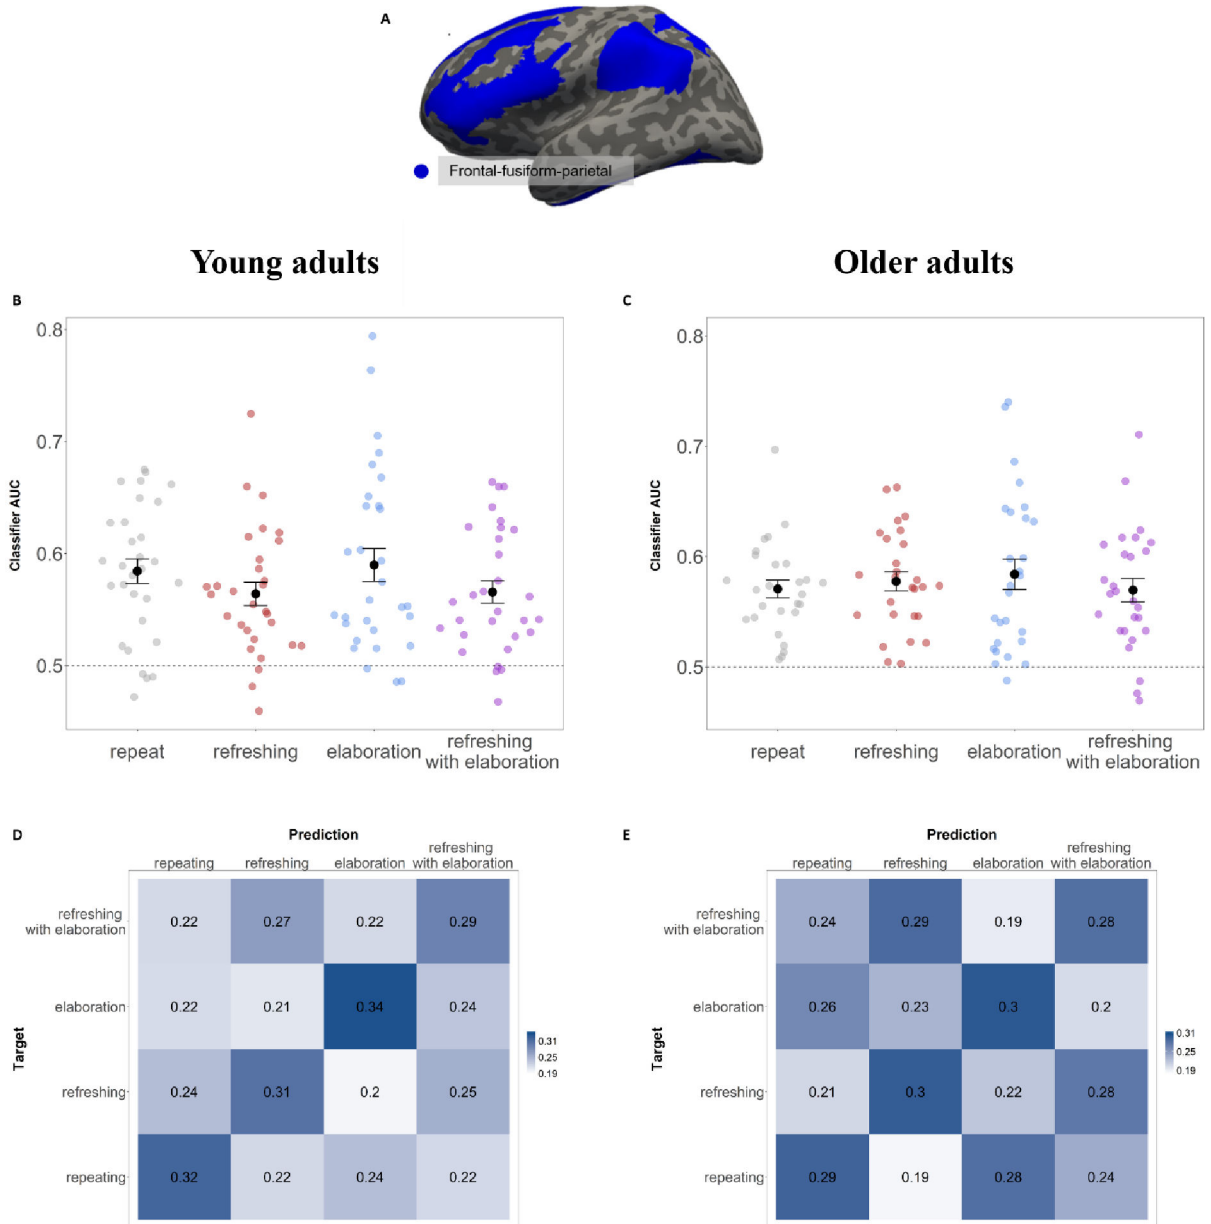 A
Frontal-fusiform-parietal
Young adults
Older adults
B
C
Classifier AUC
0.8
0.7
0.6
0.5
repeat
refreshing
elaboration
refreshing
with elaboration
Classifier AUC
0.8
0.7
0.6
0.5
repeat
refreshing
elaboration
refreshing
with elaboration
D
Prediction
repeating
refreshing
elaboration
refreshing
with elaboration
Target
refreshing
with elaboration
0.22 0.27 0.22 0.29
elaboration
0.22 0.21 0.34 0.24
refreshing
0.24 0.31 0.2 0.25
repeating
0.32 0.22 0.24 0.22
0.31
0.25
0.19
E
Prediction
repeating
refreshing
elaboration
refreshing
with elaboration
Target
refreshing
with elaboration
0.24 0.29 0.19 0.28
elaboration
0.26 0.23 0.3 0.2
refreshing
0.21 0.3 0.22 0.28
repeating
0.29 0.19 0.28 0.24
0.31
0.25
0.19